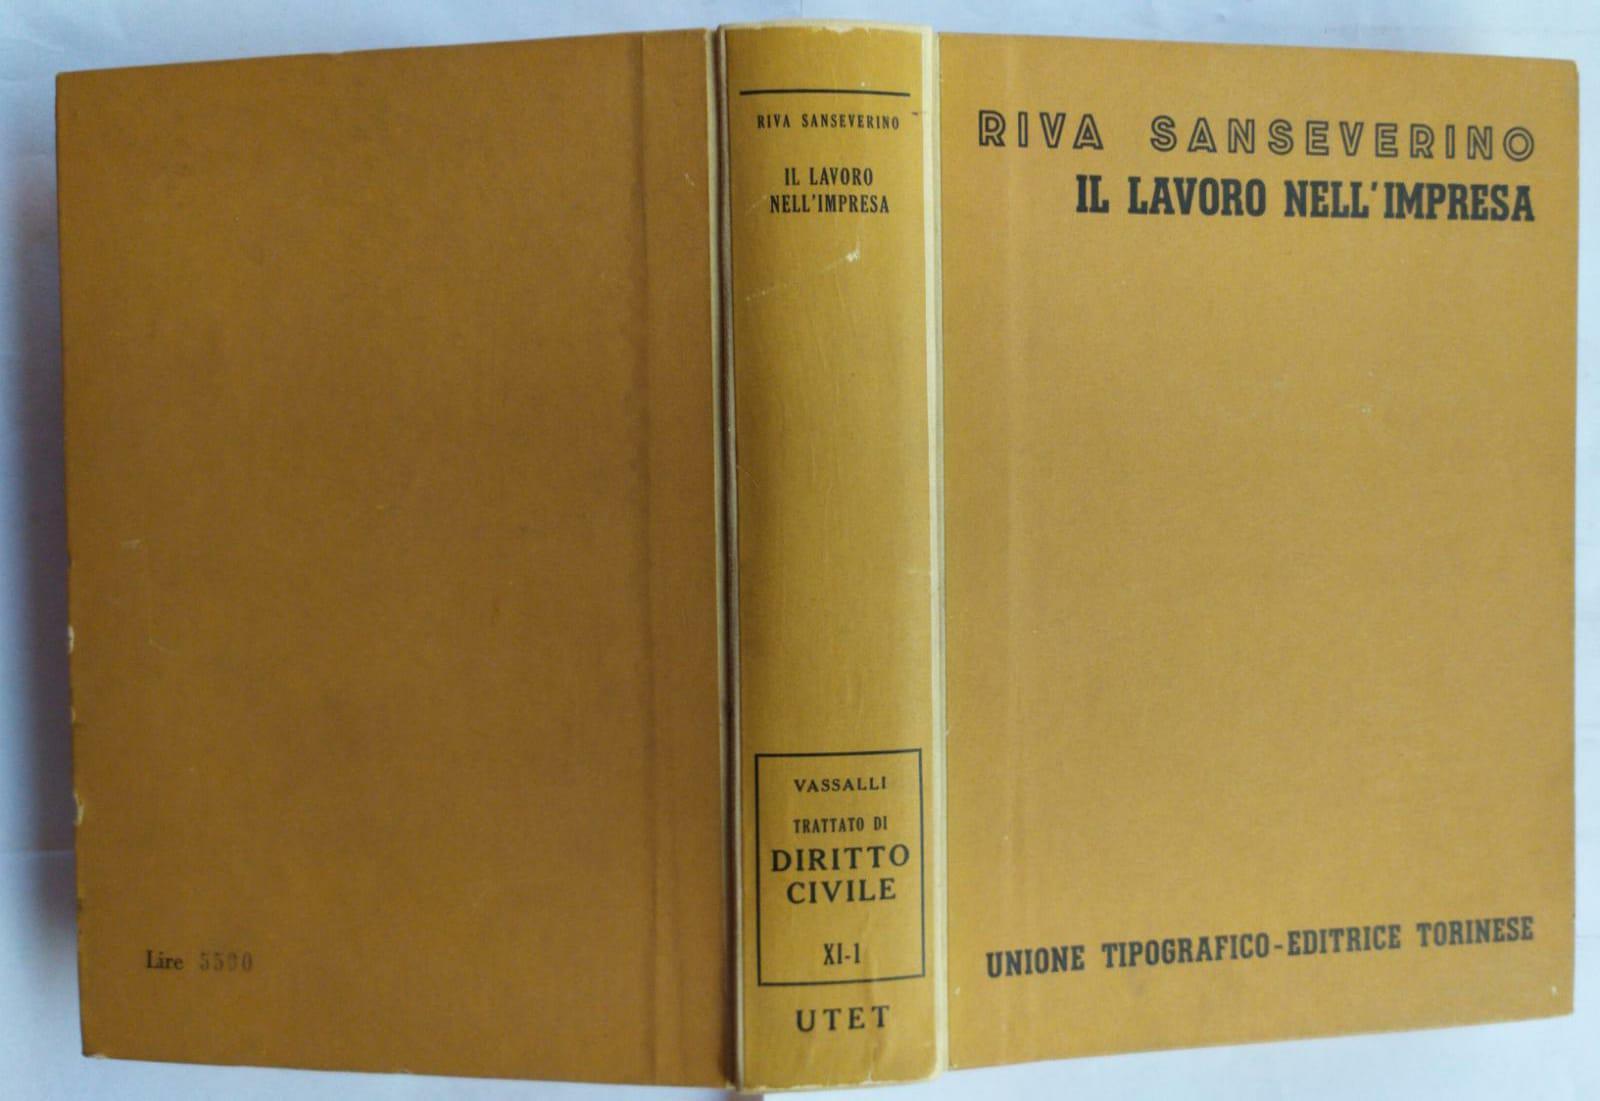 Lire 5500
RIVA SANSEVERINO
IL LAVORO
NELL'IMPRESA
VASSALLI
TRATTATO DI
DIRITTO
CIVILE
XI-1
UTET
RIVA SANSEVERINO
IL LAVORO NELL'IMPRESA
UNIONE TIPOGRAFICO-EDITRICE TORINESE